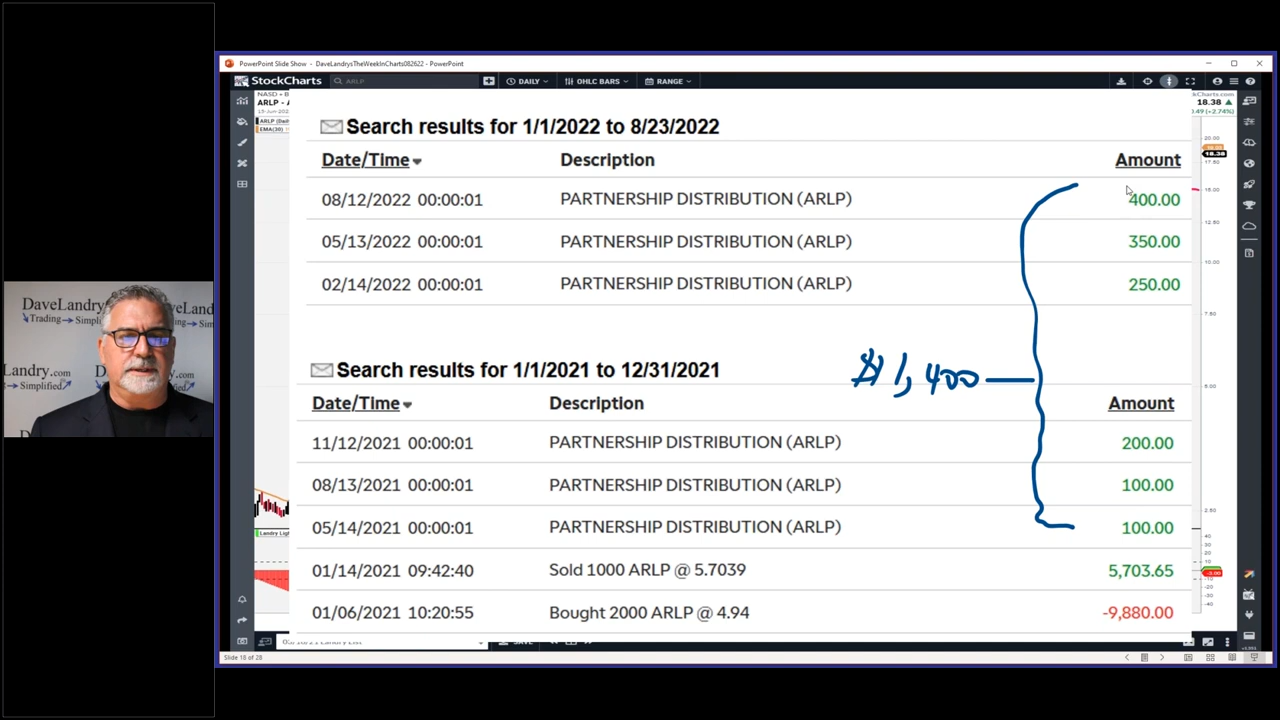 PowerPoint Slide Show - DaveLandrysTheWeekInCharts082622 - PowerPoint
StockCharts
ARLP
DAILY
OHLC BARS
RANGE
18.38
Search results for 1/1/2022 to 8/23/2022
Date/Time Description Amount
08/12/2022 00:00:01 PARTNERSHIP DISTRIBUTION (ARLP) 400.00
05/13/2022 00:00:01 PARTNERSHIP DISTRIBUTION (ARLP) 350.00
02/14/2022 00:00:01 PARTNERSHIP DISTRIBUTION (ARLP) 250.00
$1,400
Search results for 1/1/2021 to 12/31/2021
Date/Time Description Amount
11/12/2021 00:00:01 PARTNERSHIP DISTRIBUTION (ARLP) 200.00
08/13/2021 00:00:01 PARTNERSHIP DISTRIBUTION (ARLP) 100.00
05/14/2021 00:00:01 PARTNERSHIP DISTRIBUTION (ARLP) 100.00
01/14/2021 09:42:40 Sold 1000 ARLP @ 5.7039 5,703.65
01/06/2021 10:20:55 Bought 2000 ARLP @ 4.94 -9,880.00
Slide 18 of 28
DaveLandry
Trading → Simpli
Landry.com
Simplified